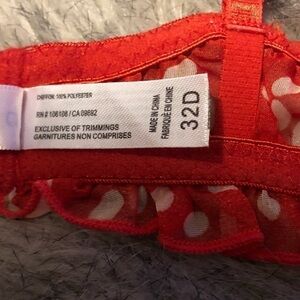 CHIFFON: 100% POLYESTER
RN # 106108 / CA 09682
EXCLUSIVE OF TRIMMINGS
GARNITURES NON COMPRISES
MADE IN CHINA
FABRIQUÉ EN CHINE
32D